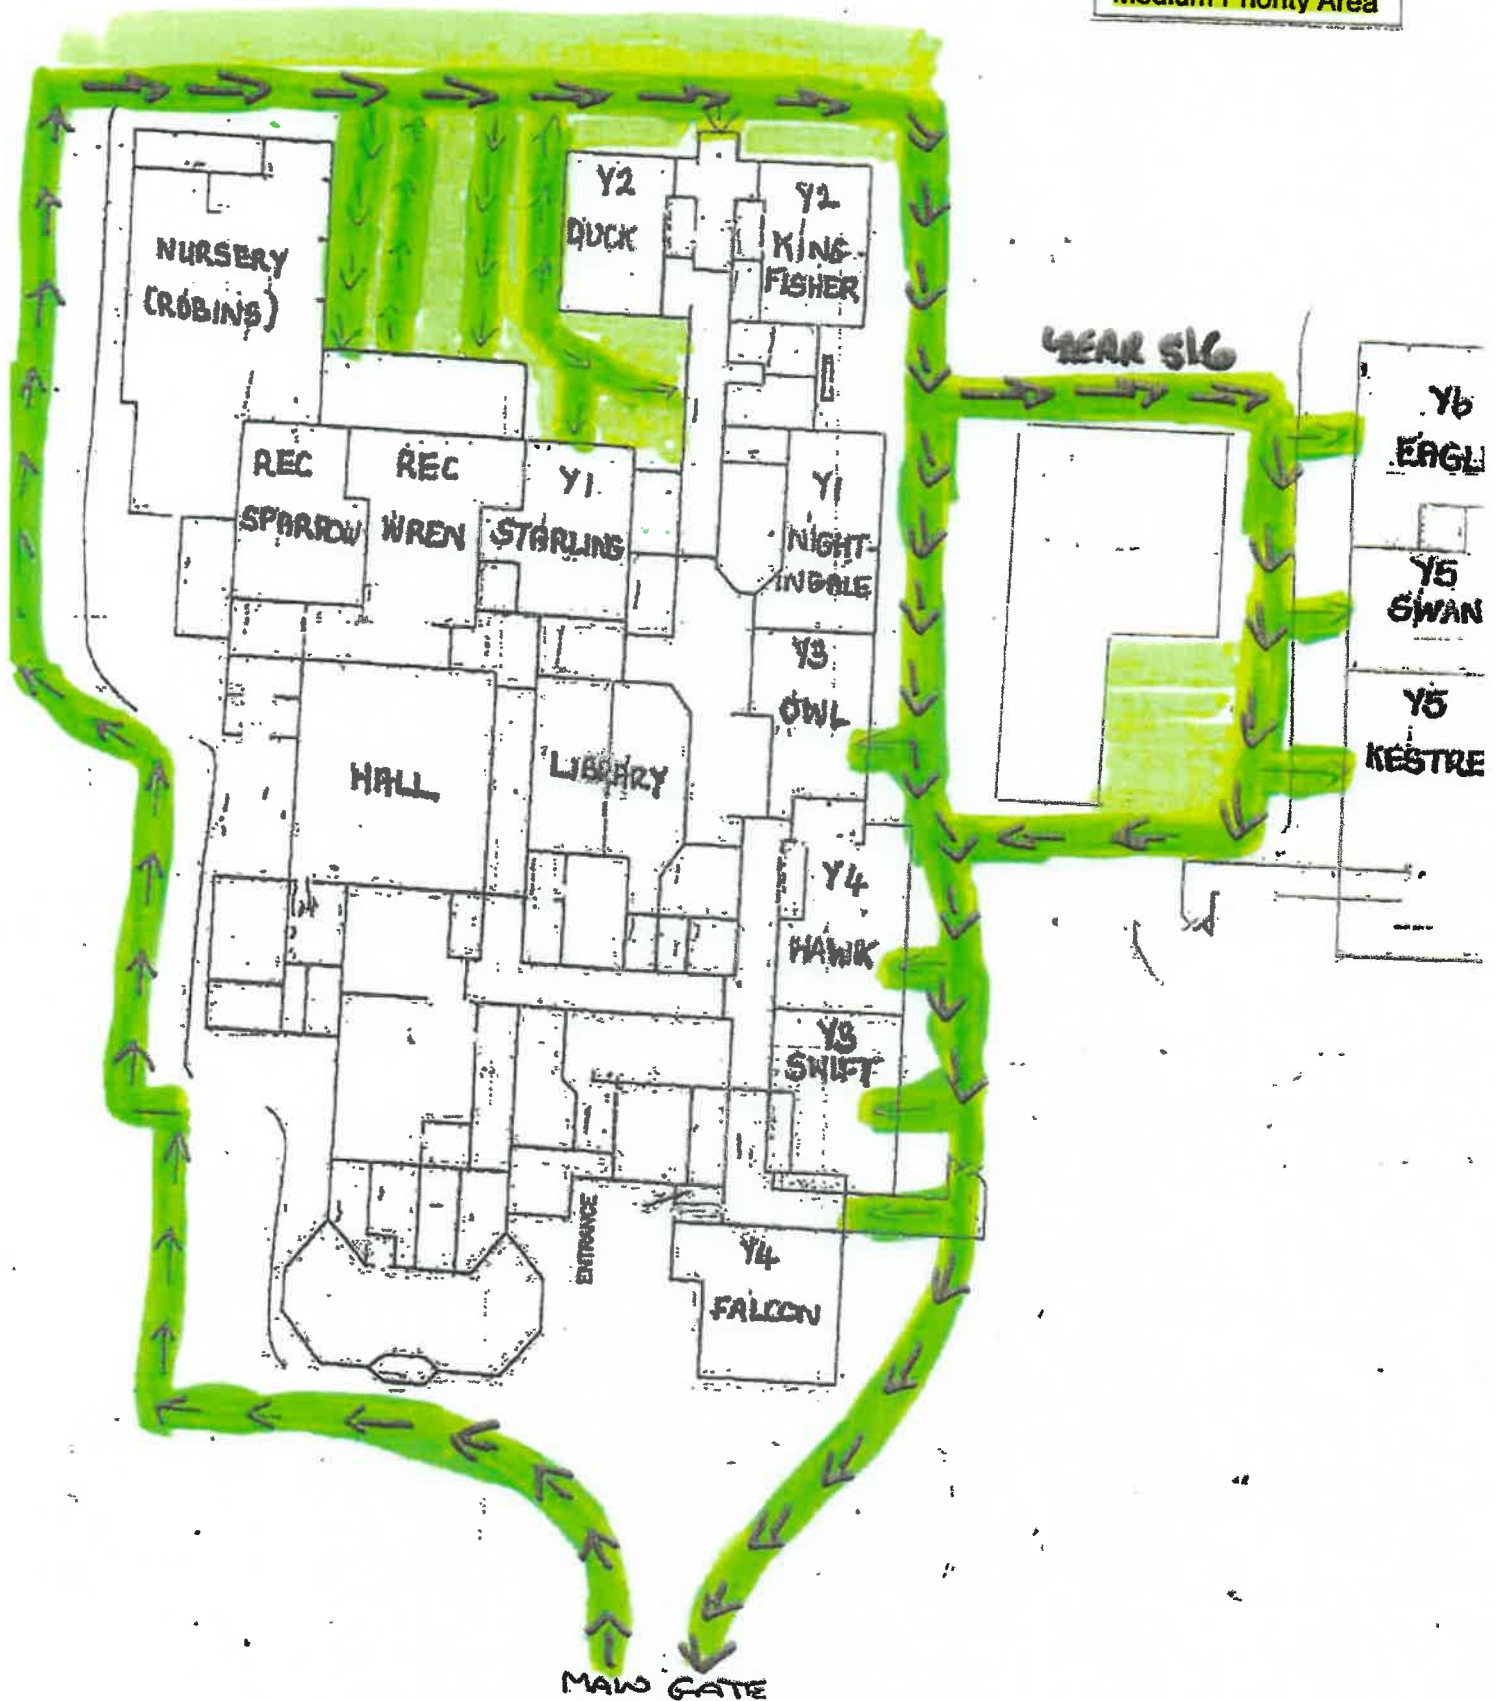 Medium Priority Area
Y2
DUCK
Y2
KING
FISHER
NURSERY
(ROBINS)
YEAR 5/6
Y6
EAGL
REC
SPARROW
REC
WREN
Y1
STARLING
Y1
NIGHT-
INGALE
Y5
SWAN
Y3
OWL
Y5
KESTRE
HALL
LIBRARY
Y4
HAWK
Y3
SWIFT
ENTRANCE
Y4
FALCON
MAIN GATE